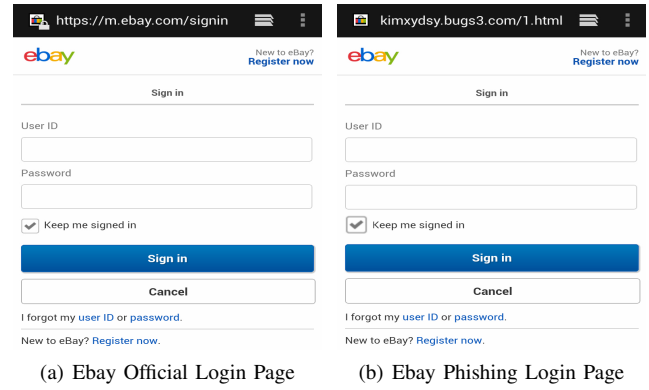 https://m.ebay.com/signin
ebay
New to eBay?
Register now
Sign in
User ID
Password
Keep me signed in
Sign in
Cancel
I forgot my user ID or password.
New to eBay? Register now.
(a) Ebay Official Login Page
kimxydsy.bugs3.com/1.html
ebay
New to eBay?
Register now
Sign in
User ID
Password
Keep me signed in
Sign in
Cancel
I forgot my user ID or password.
New to eBay? Register now.
(b) Ebay Phishing Login Page